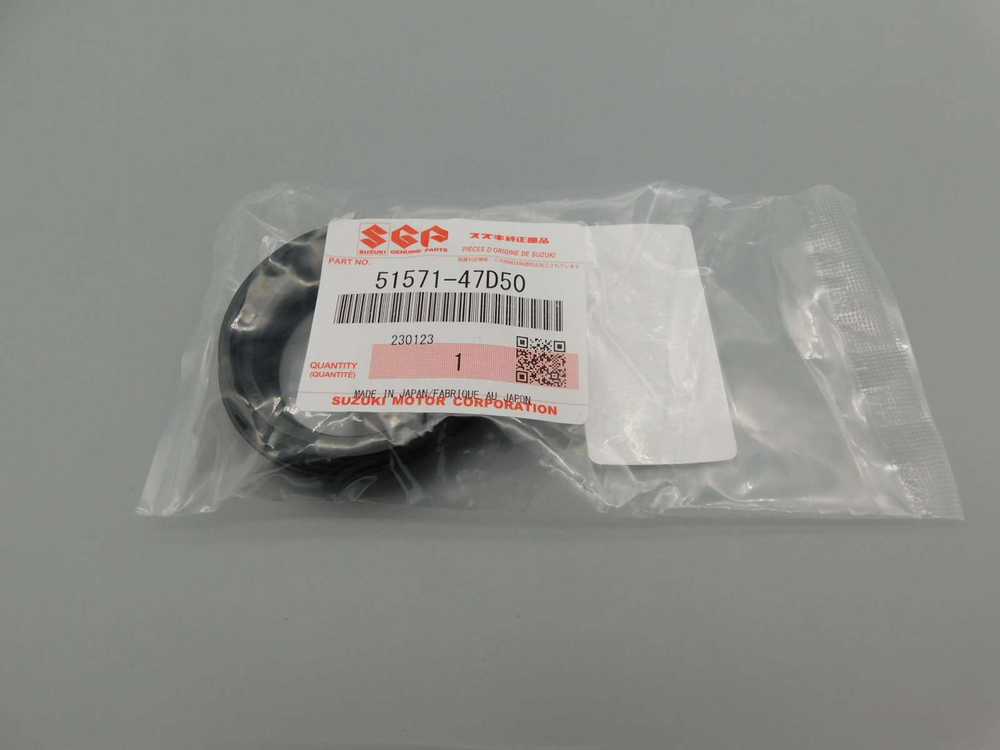 SGP
SUZUKI GENUINE PARTS
スズキ純正部品
PIÈCES D'ORIGINE DE SUZUKI
PART NO.
51571-47D50
230123
QUANTITY
(QUANTITÉ)
1
MADE IN JAPAN/FABRIQUE AU JAPON
SUZUKI MOTOR CORPORATION